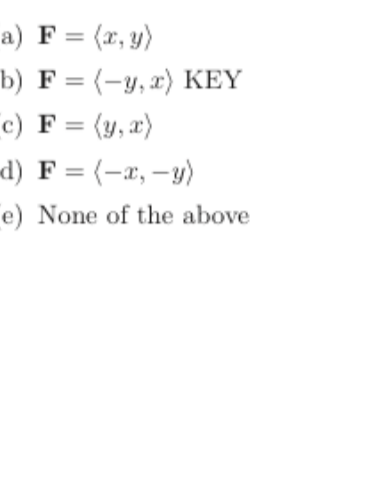 a) F = ⟨x, y⟩
b) F = ⟨−y, x⟩ KEY
(c) F = ⟨y, x⟩
d) F = ⟨−x, −y⟩
(e) None of the above